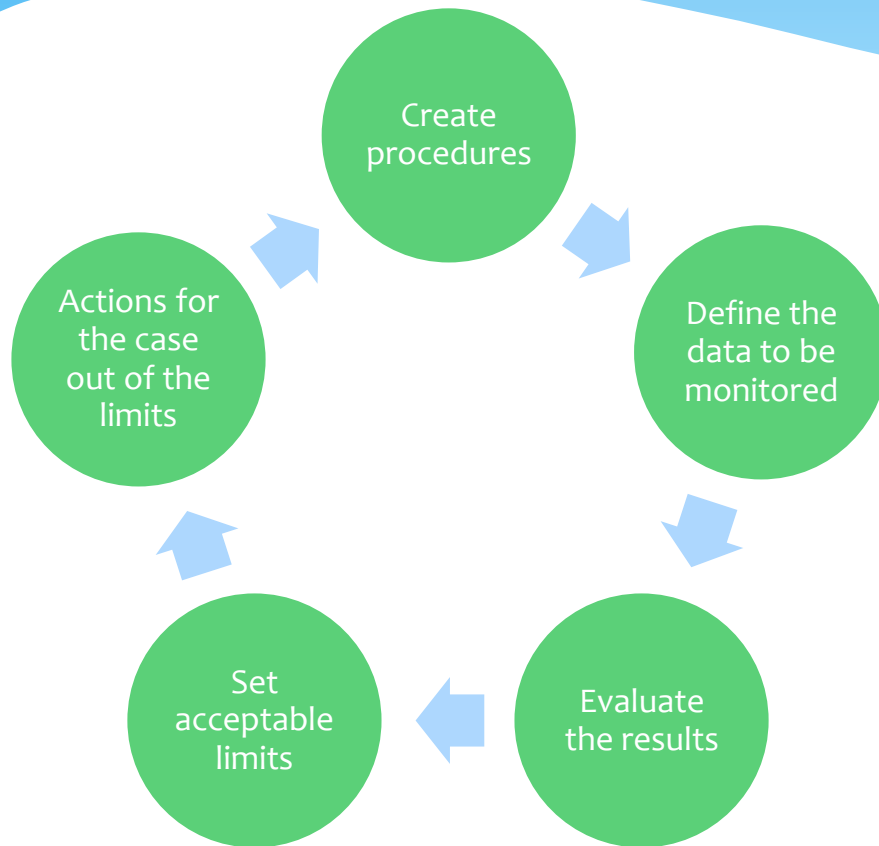 Create
procedures
Define the
data to be
monitored
Evaluate
the results
Set
acceptable
limits
Actions for
the case
out of the
limits